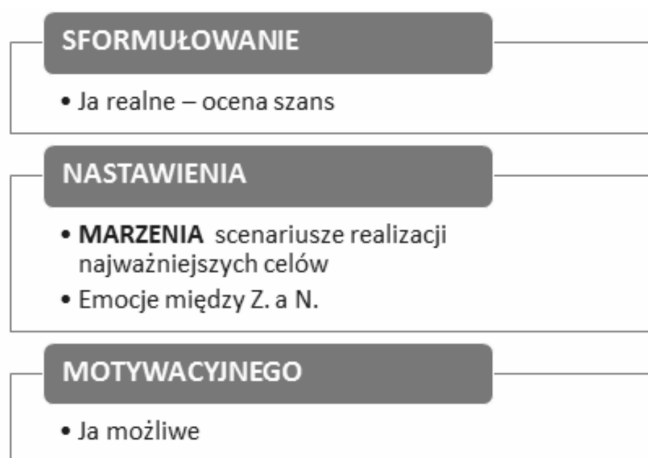 SFORMUŁOWANIE
• Ja realne – ocena szans
NASTAWIENIA
• MARZENIA scenariusze realizacji
najważniejszych celów
• Emocje między Z. a N.
MOTYWACYJNEGO
• Ja możliwe